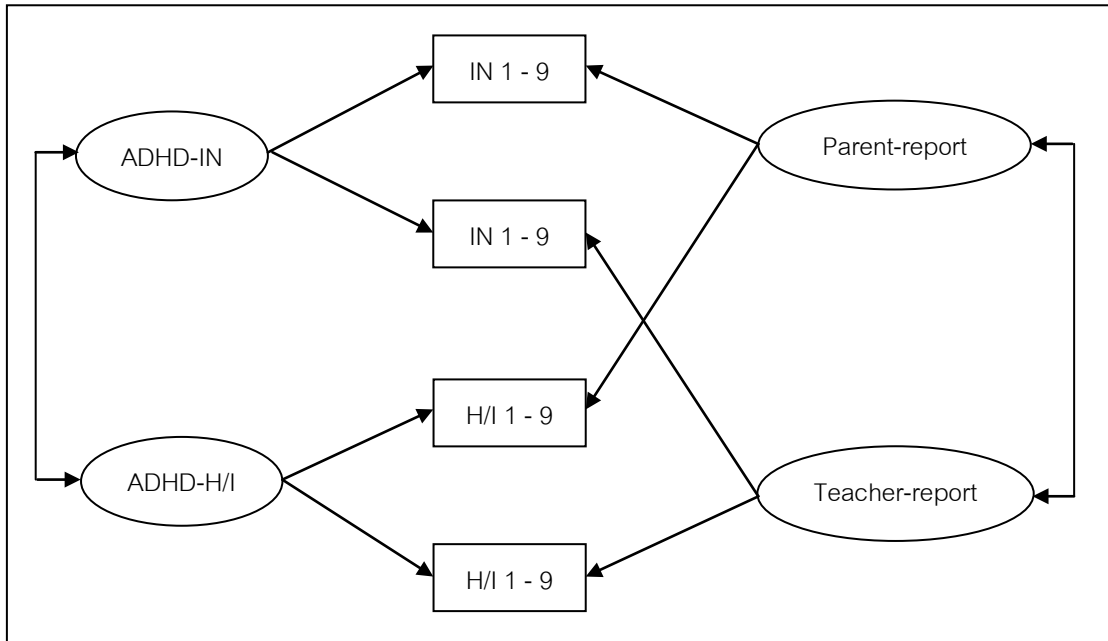 IN 1 - 9
ADHD-IN
Parent-report
IN 1 - 9
H/I 1 - 9
ADHD-H/I
Teacher-report
H/I 1 - 9